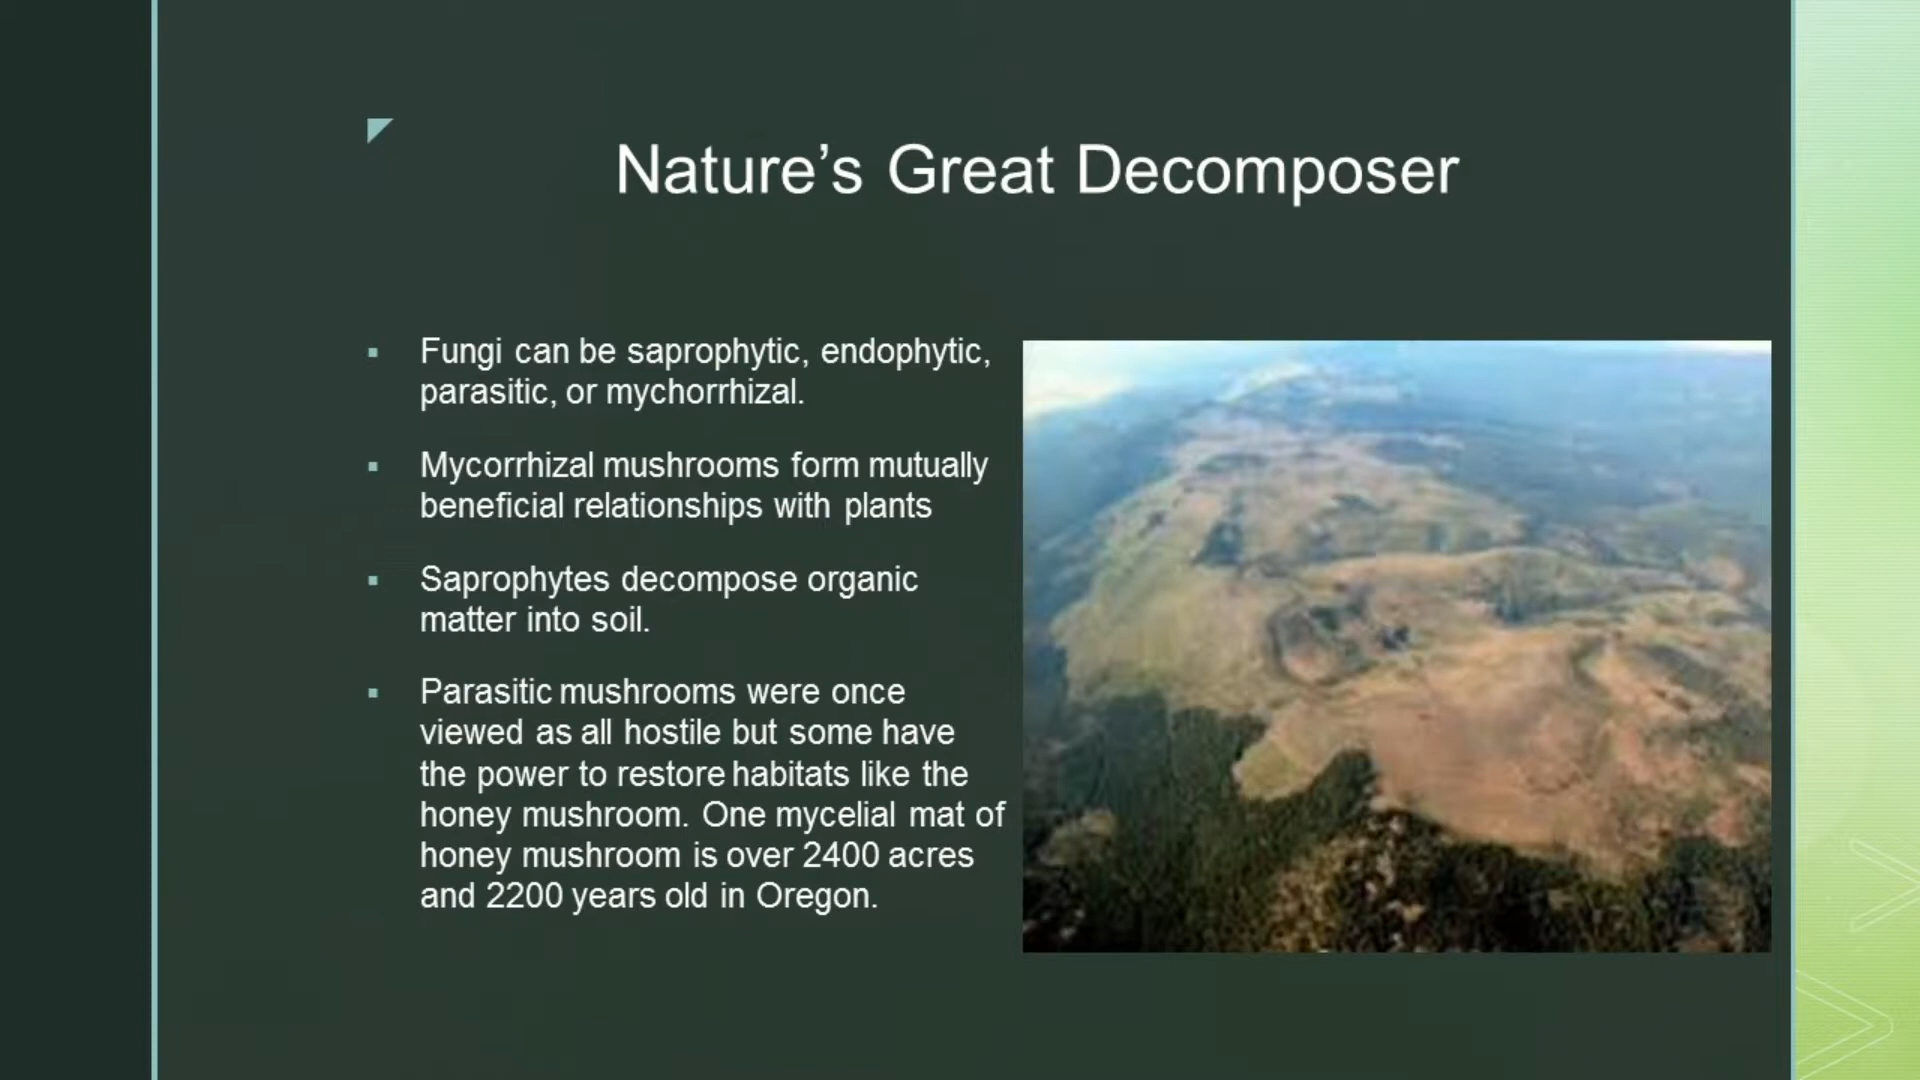 Nature’s Great Decomposer
Fungi can be saprophytic, endophytic,
parasitic, or mychorrhizal.
Mycorrhizal mushrooms form mutually
beneficial relationships with plants
Saprophytes decompose organic
matter into soil.
Parasitic mushrooms were once
viewed as all hostile but some have
the power to restore habitats like the
honey mushroom. One mycelial mat of
honey mushroom is over 2400 acres
and 2200 years old in Oregon.